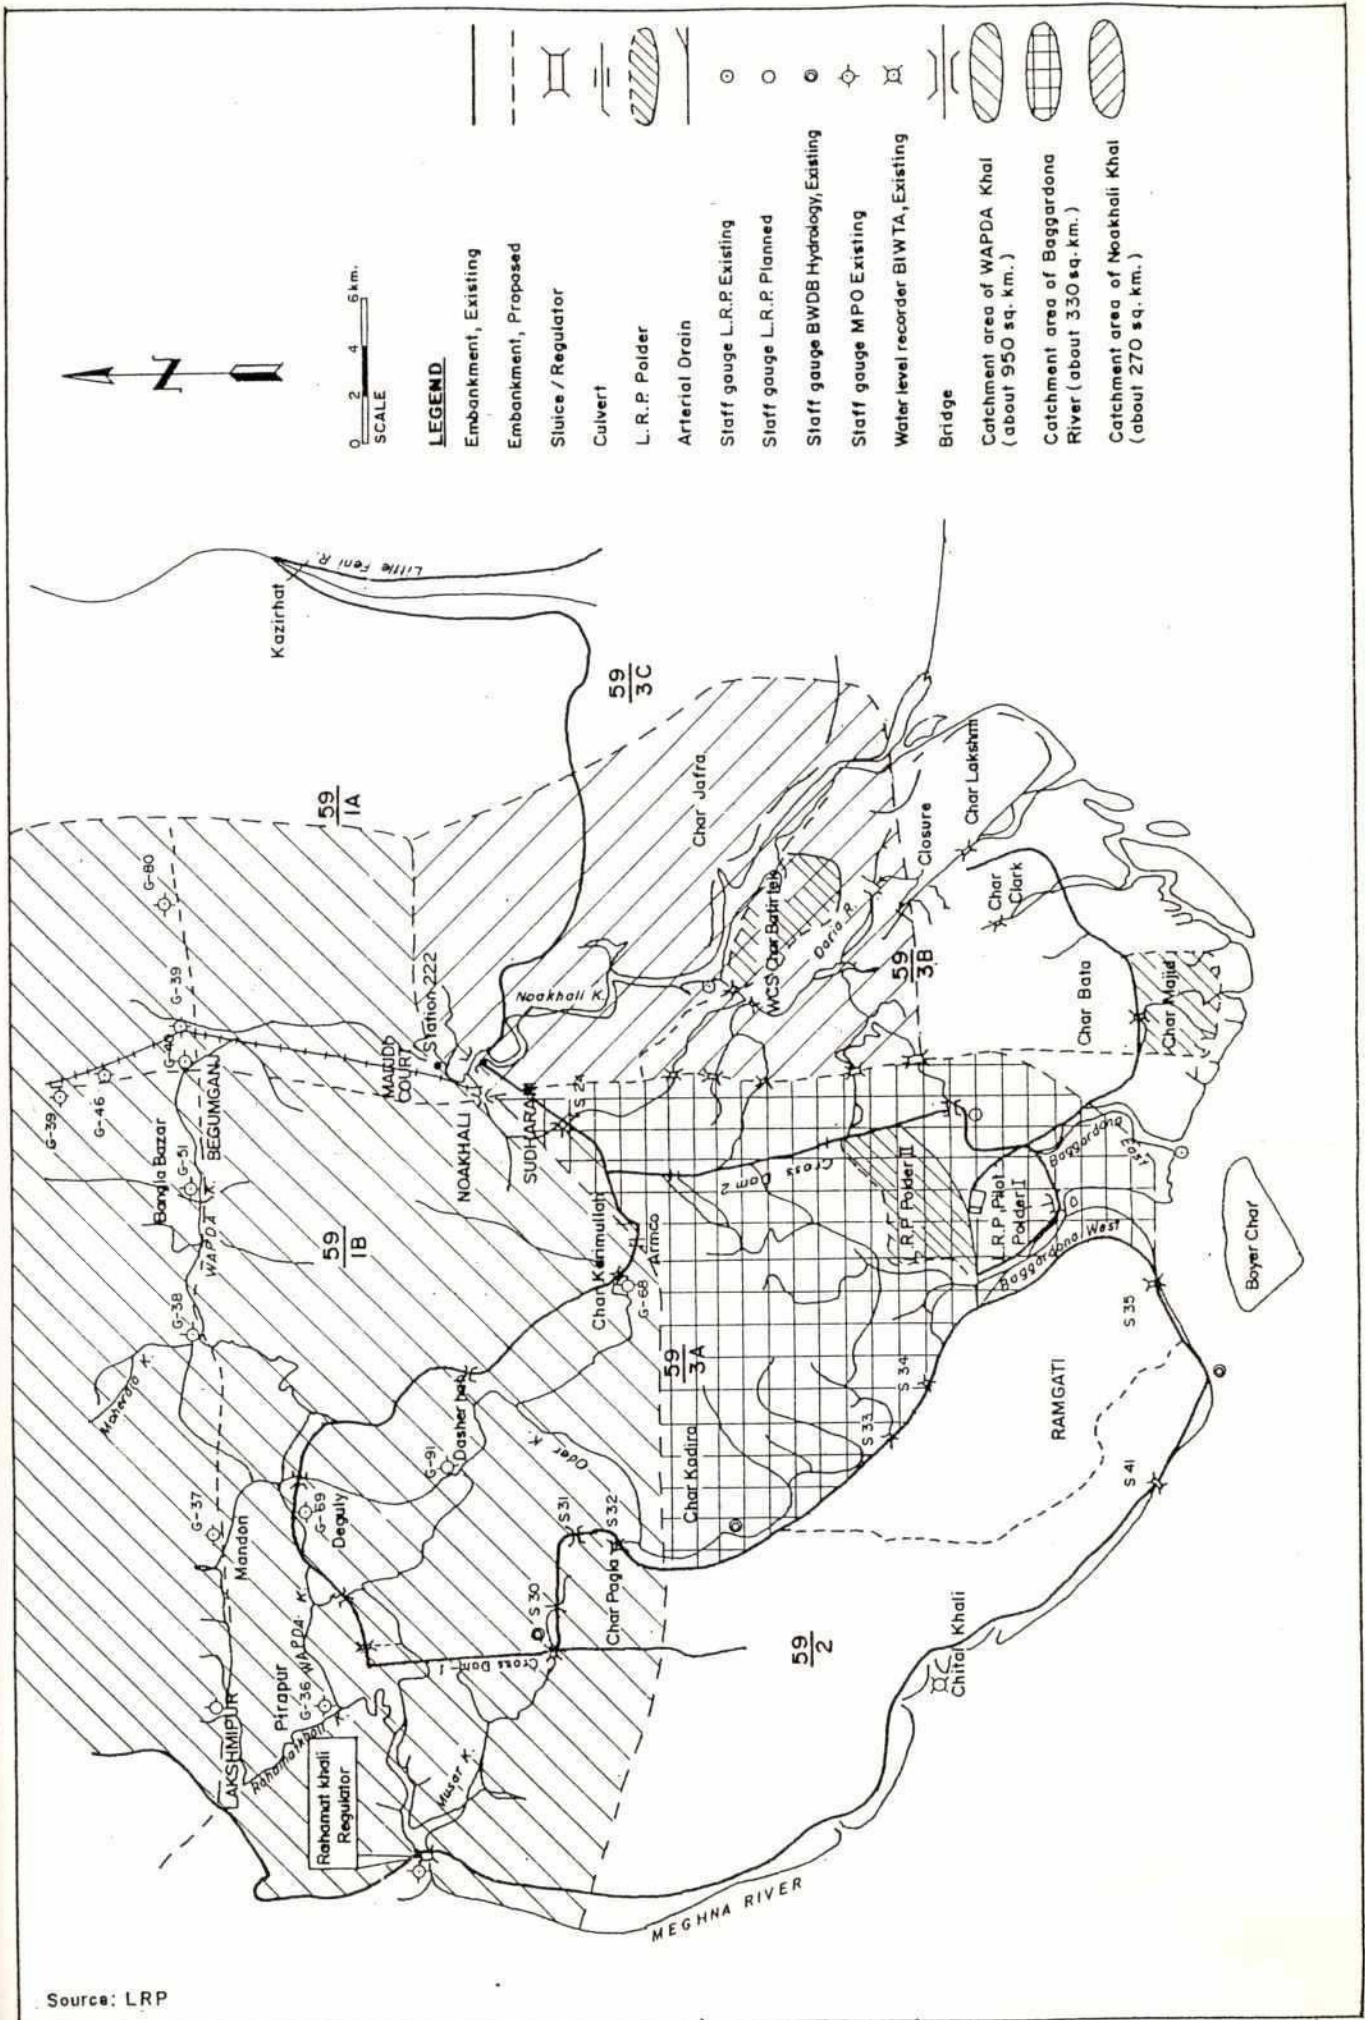 N
0 2 4 6 km.
SCALE
LEGEND
Embankment, Existing
Embankment, Proposed
Sluice / Regulator
Culvert
L.R.P. Polder
Arterial Drain
Staff gauge L.R.P. Existing
Staff gauge L.R.P. Planned
Staff gauge BWDB Hydrology, Existing
Staff gauge MPO Existing
Water level recorder BIWTA, Existing
Bridge
Catchment area of WAPDA Khal
(about 950 sq. km.)
Catchment area of Baggardona
River (about 330 sq. km.)
Catchment area of Noakhali Khal
(about 270 sq. km.)
Kazirhat
Little Feni R.
59
3C
59
1A
G-80
G-39
G-40
G-39
G-46
BEGUMGANJ
Bangla Bazar
G-51
WAPDA K.
G-38
Maherdia K.
59
1B
MAIJDI
COURT
Station 222
NOAKHALI
SUDHARAM
S 24
Noakhali K.
Char Jafra
WCS Char Batirtek
Daria R.
Closure
Char Lakshmi
Char
Clark
59
3B
Char Bata
Char Majid
Char Karimullah
Armco
G-68
Cross
Dam 2
L.R.P. Polder II
L.R.P. Pilot
Polder I
Baggardona
East
Baggardona West
Boyer Char
59
3A
Char Kadira
S 34
S 33
S 35
RAMGATI
S 41
G-37
Mandon
G-69
Deguly
G-91
Dasherhat
Oder K.
S 31
S 32
S 30
Char Pagla
Cross Dam-1
LAKSHMIPUR
Pirapur
G-36
WAPDA K.
Rahamatkhali K.
Rahamat khali
Regulator
Musar K.
59
2
Chital Khali
MEGHNA RIVER
Source: LRP